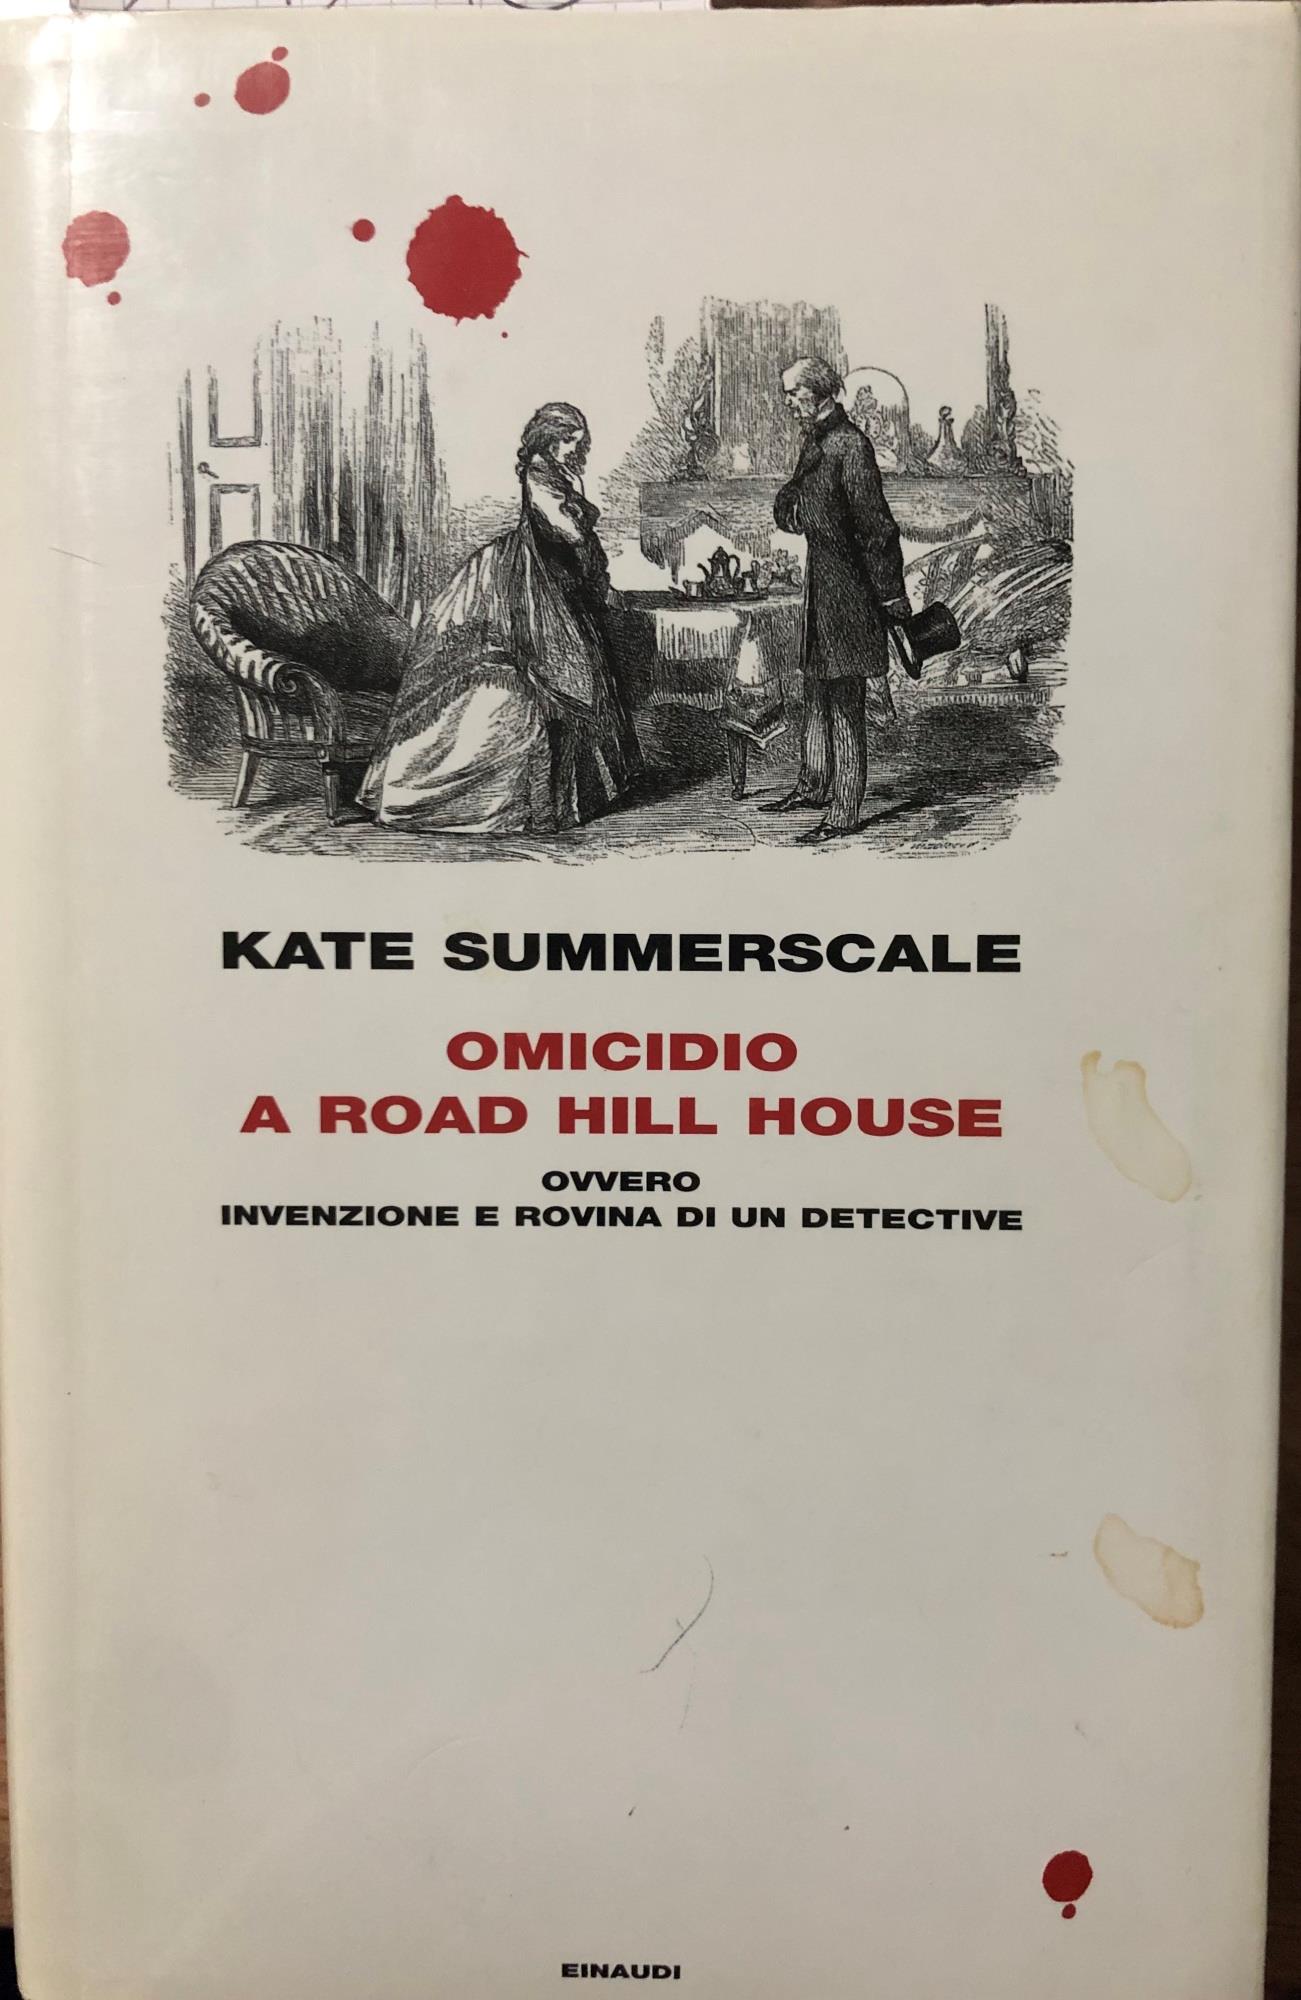 KATE SUMMERSCALE
OMICIDIO
A ROAD HILL HOUSE
OVVERO
INVENZIONE E ROVINA DI UN DETECTIVE
EINAUDI